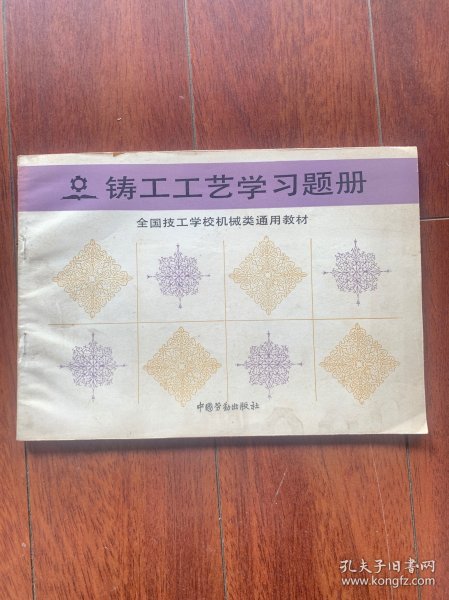 铸工工艺学习题册
全国技工学校机械类通用教材
中国劳动出版社
孔夫子旧书网
www.kongfz.com